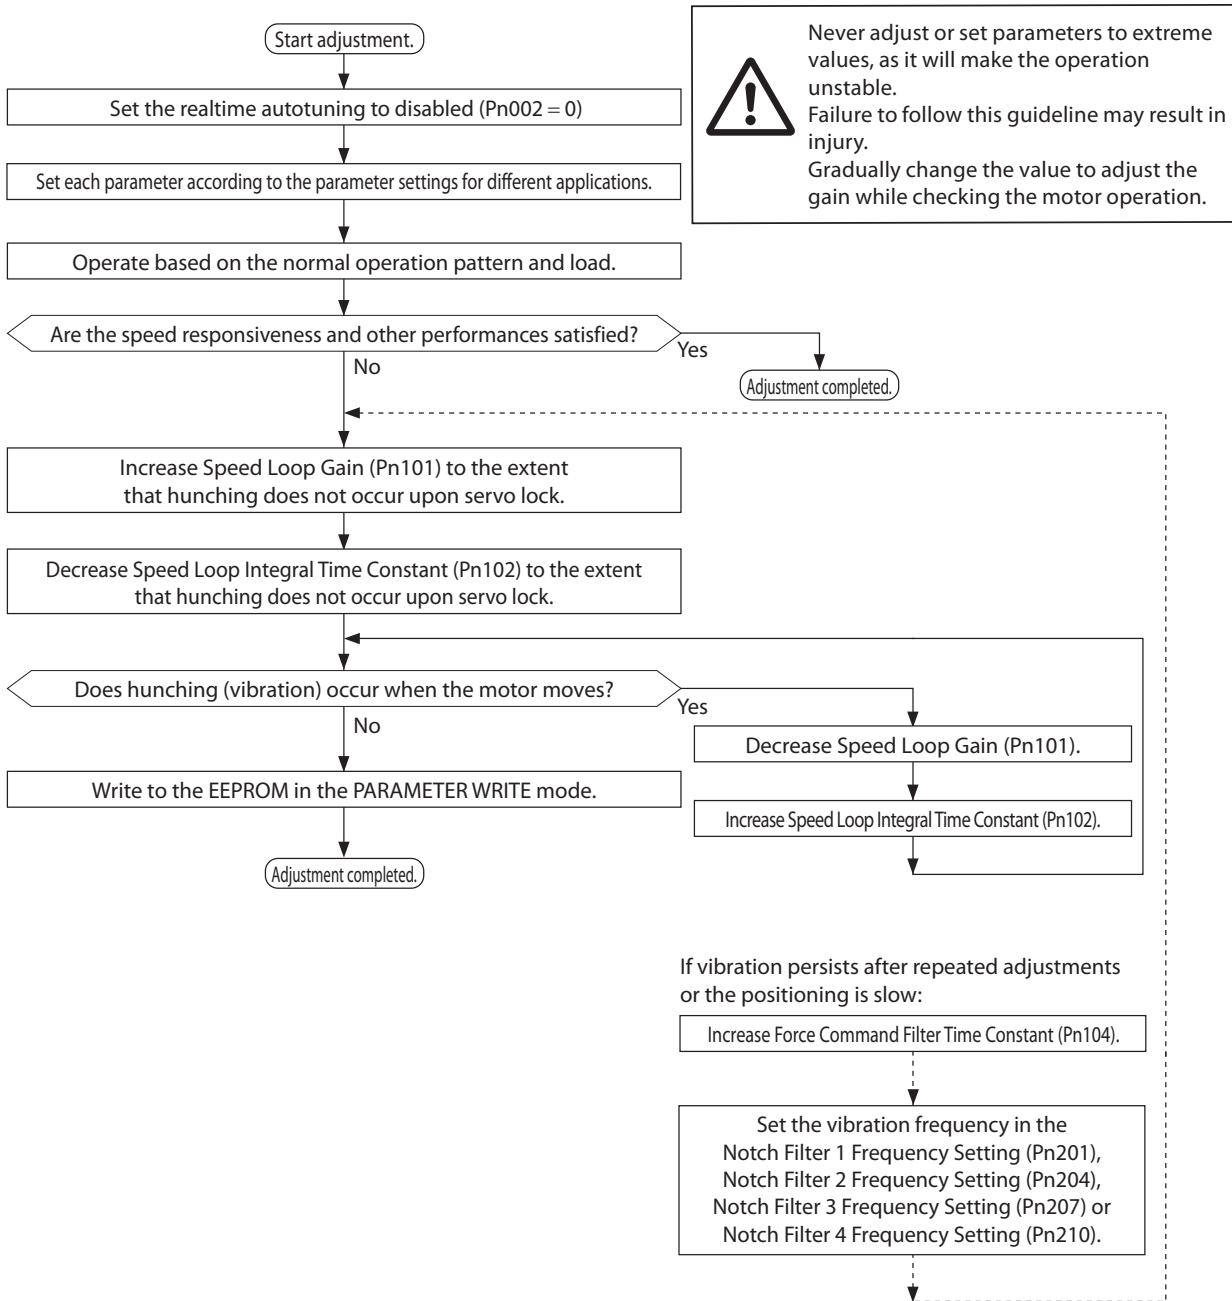 Start adjustment.
Never adjust or set parameters to extreme
values, as it will make the operation
unstable.
Failure to follow this guideline may result in
injury.
Gradually change the value to adjust the
gain while checking the motor operation.
Set the realtime autotuning to disabled (Pn002 = 0)
Set each parameter according to the parameter settings for different applications.
Operate based on the normal operation pattern and load.
Are the speed responsiveness and other performances satisfied?
Yes
No
Adjustment completed.
Increase Speed Loop Gain (Pn101) to the extent
that hunching does not occur upon servo lock.
Decrease Speed Loop Integral Time Constant (Pn102) to the extent
that hunching does not occur upon servo lock.
Does hunching (vibration) occur when the motor moves?
Yes
No
Decrease Speed Loop Gain (Pn101).
Write to the EEPROM in the PARAMETER WRITE mode.
Increase Speed Loop Integral Time Constant (Pn102).
Adjustment completed.
If vibration persists after repeated adjustments
or the positioning is slow:
Increase Force Command Filter Time Constant (Pn104).
Set the vibration frequency in the
Notch Filter 1 Frequency Setting (Pn201),
Notch Filter 2 Frequency Setting (Pn204),
Notch Filter 3 Frequency Setting (Pn207) or
Notch Filter 4 Frequency Setting (Pn210).